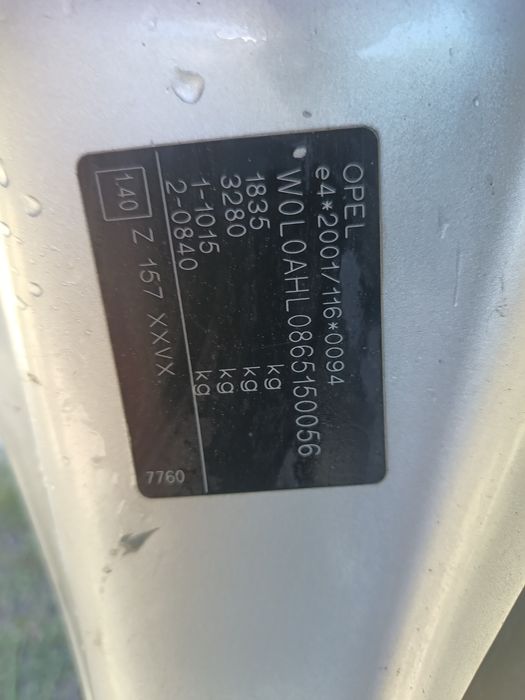 OPEL
e4*2001/116*0094
W0L0AHL0865150056
1835 kg
3280 kg
1-1015 kg
2-0840 kg
140 Z 157 XXVX
7760